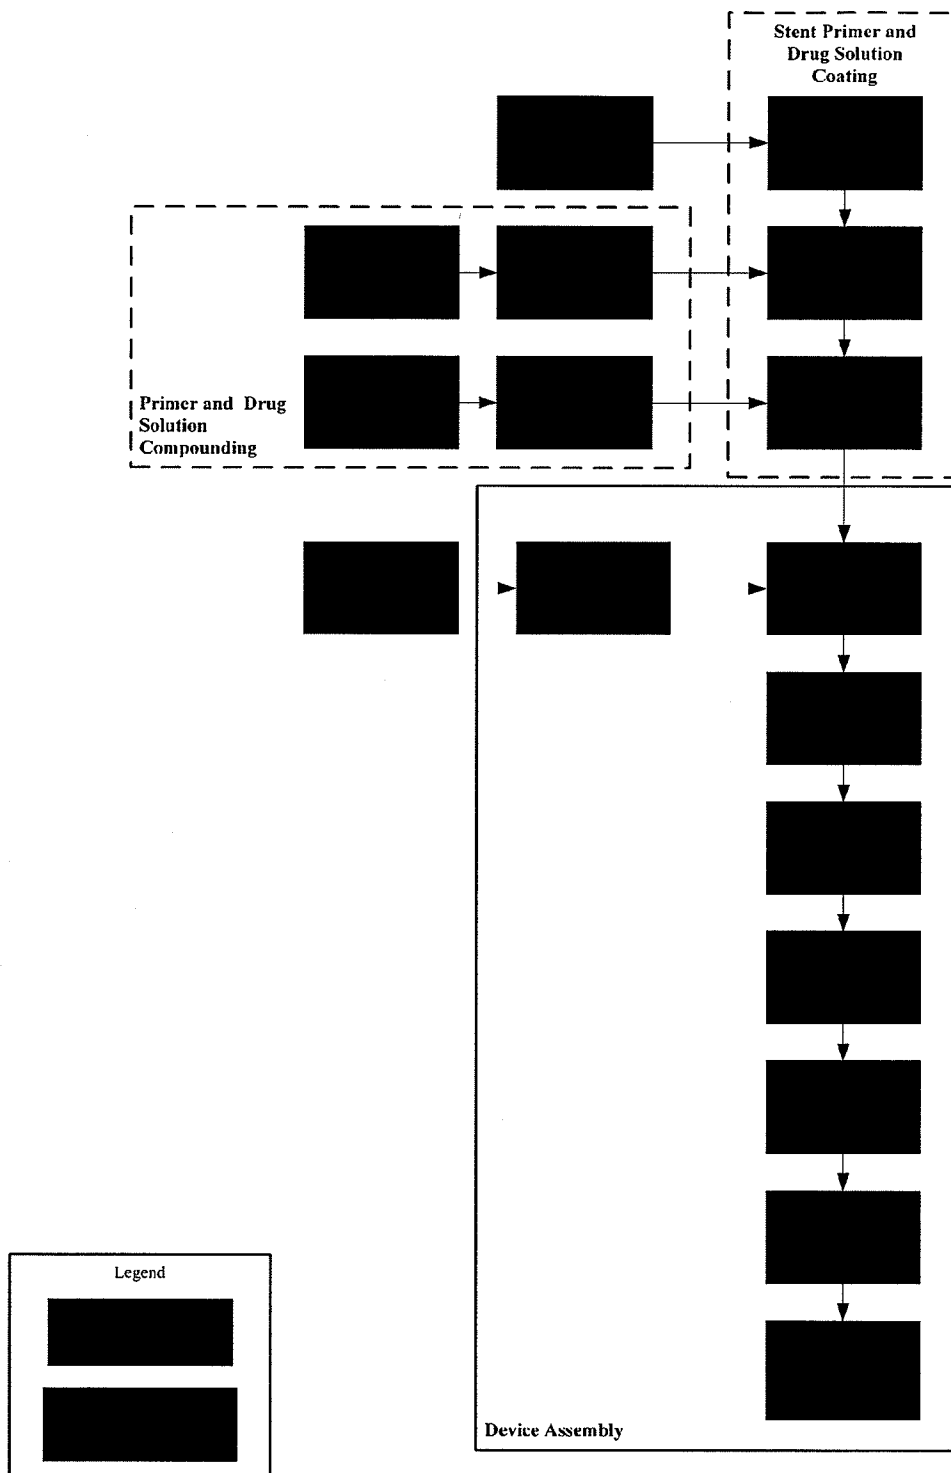 Stent Primer and
Drug Solution
Coating
Primer and Drug
Solution
Compounding
Legend
Device Assembly